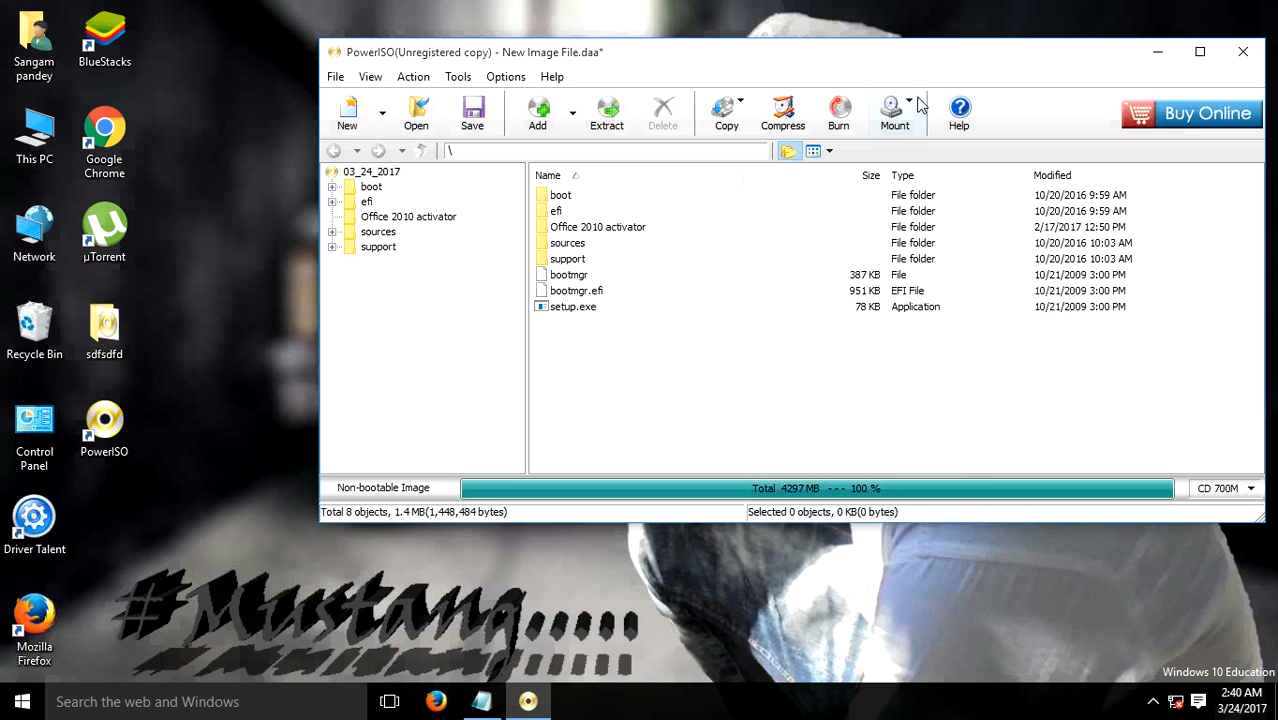 Sangam
pandey
BlueStacks
This PC
Google
Chrome
Network
µTorrent
Recycle Bin
sdfsdfd
Control
Panel
PowerISO
Driver Talent
Mozilla
Firefox
PowerISO(Unregistered copy) - New Image File.daa*
File View Action Tools Options Help
New Open Save Add Extract Delete Copy Compress Burn Mount Help
Buy Online
\
03_24_2017
boot
efi
Office 2010 activator
sources
support
Name Size Type Modified
boot File folder 10/20/2016 9:59 AM
efi File folder 10/20/2016 9:59 AM
Office 2010 activator File folder 2/17/2017 12:50 PM
sources File folder 10/20/2016 10:03 AM
support File folder 10/20/2016 10:03 AM
bootmgr 387 KB File 10/21/2009 3:00 PM
bootmgr.efi 951 KB EFI File 10/21/2009 3:00 PM
setup.exe 78 KB Application 10/21/2009 3:00 PM
Non-bootable Image Total 4297 MB - - - 100 % CD 700M
Total 8 objects, 1.4 MB(1,448,484 bytes) Selected 0 objects, 0 KB(0 bytes)
#Mustang.....
Windows 10 Education
Search the web and Windows
2:40 AM
3/24/2017